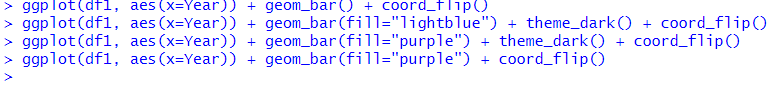 > ggplot(df1, aes(x=Year)) + geom_bar() + coord_flip()
> ggplot(df1, aes(x=Year)) + geom_bar(fill="lightblue") + theme_dark() + coord_flip()
> ggplot(df1, aes(x=Year)) + geom_bar(fill="purple") + theme_dark() + coord_flip()
> ggplot(df1, aes(x=Year)) + geom_bar(fill="purple") + coord_flip()
>